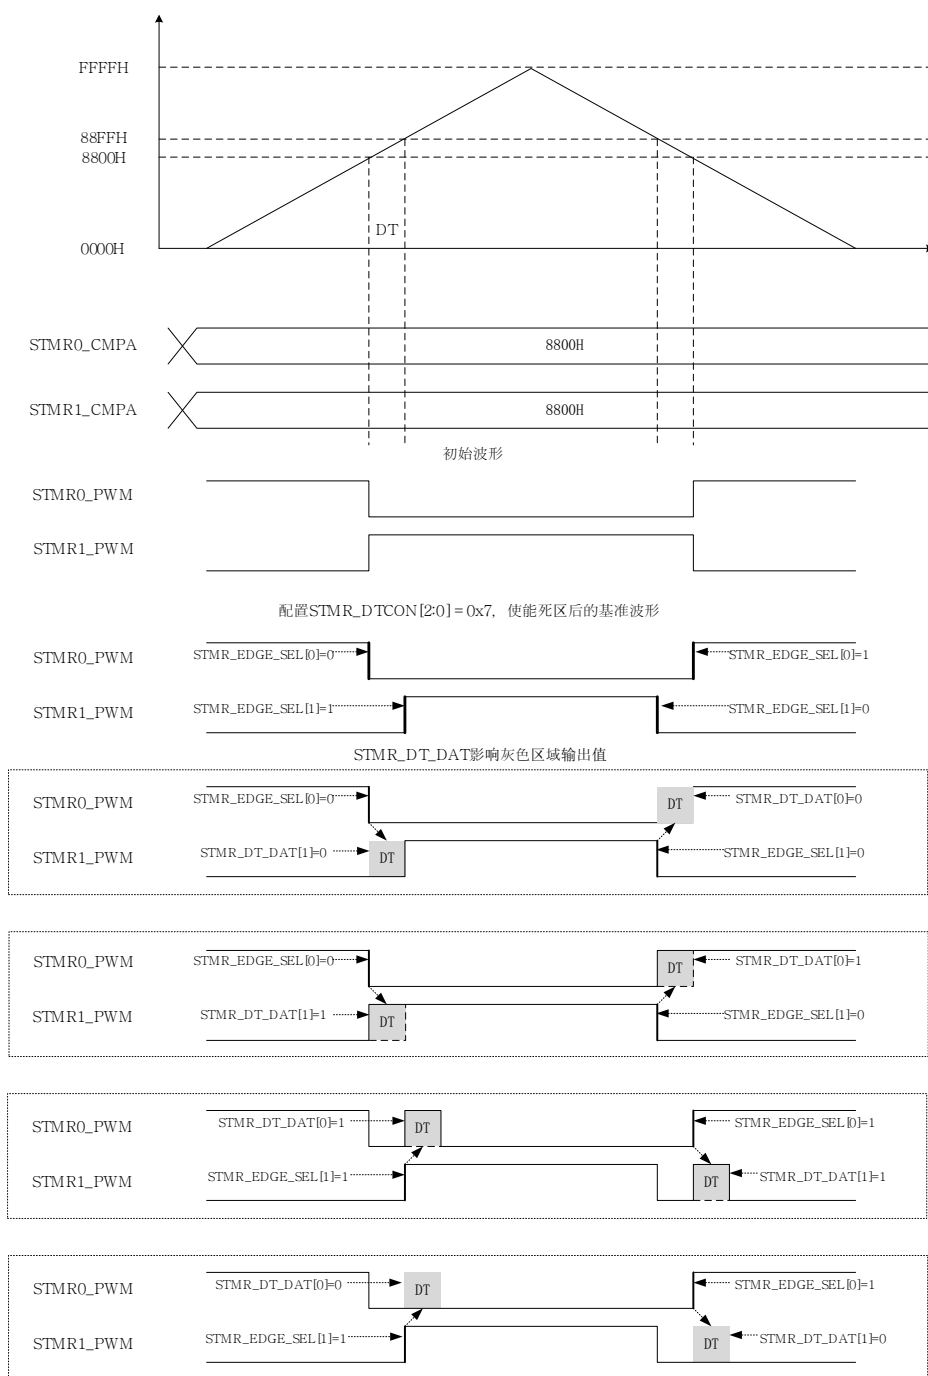 FFFFH
88FFH
8800H
DT
0000H
STMR0_CMPA 8800H
STMR1_CMPA 8800H
初始波形
STMR0_PWM
STMR1_PWM
配置STMR_DTCON[2:0] = 0x7, 使能死区后的基准波形
STMR0_PWM STMR_EDGE_SEL[0]=0 STMR_EDGE_SEL[0]=1
STMR1_PWM STMR_EDGE_SEL[1]=1 STMR_EDGE_SEL[1]=0
STMR_DT_DAT影响灰色区域输出值
STMR0_PWM STMR_EDGE_SEL[0]=0 DT STMR_DT_DAT[0]=0
STMR1_PWM STMR_DT_DAT[1]=0 DT STMR_EDGE_SEL[1]=0
STMR0_PWM STMR_EDGE_SEL[0]=0 DT STMR_DT_DAT[0]=1
STMR1_PWM STMR_DT_DAT[1]=1 DT STMR_EDGE_SEL[1]=0
STMR0_PWM STMR_DT_DAT[0]=1 DT STMR_EDGE_SEL[0]=1
STMR1_PWM STMR_EDGE_SEL[1]=1 DT STMR_DT_DAT[1]=1
STMR0_PWM STMR_DT_DAT[0]=0 DT STMR_EDGE_SEL[0]=1
STMR1_PWM STMR_EDGE_SEL[1]=1 DT STMR_DT_DAT[1]=0